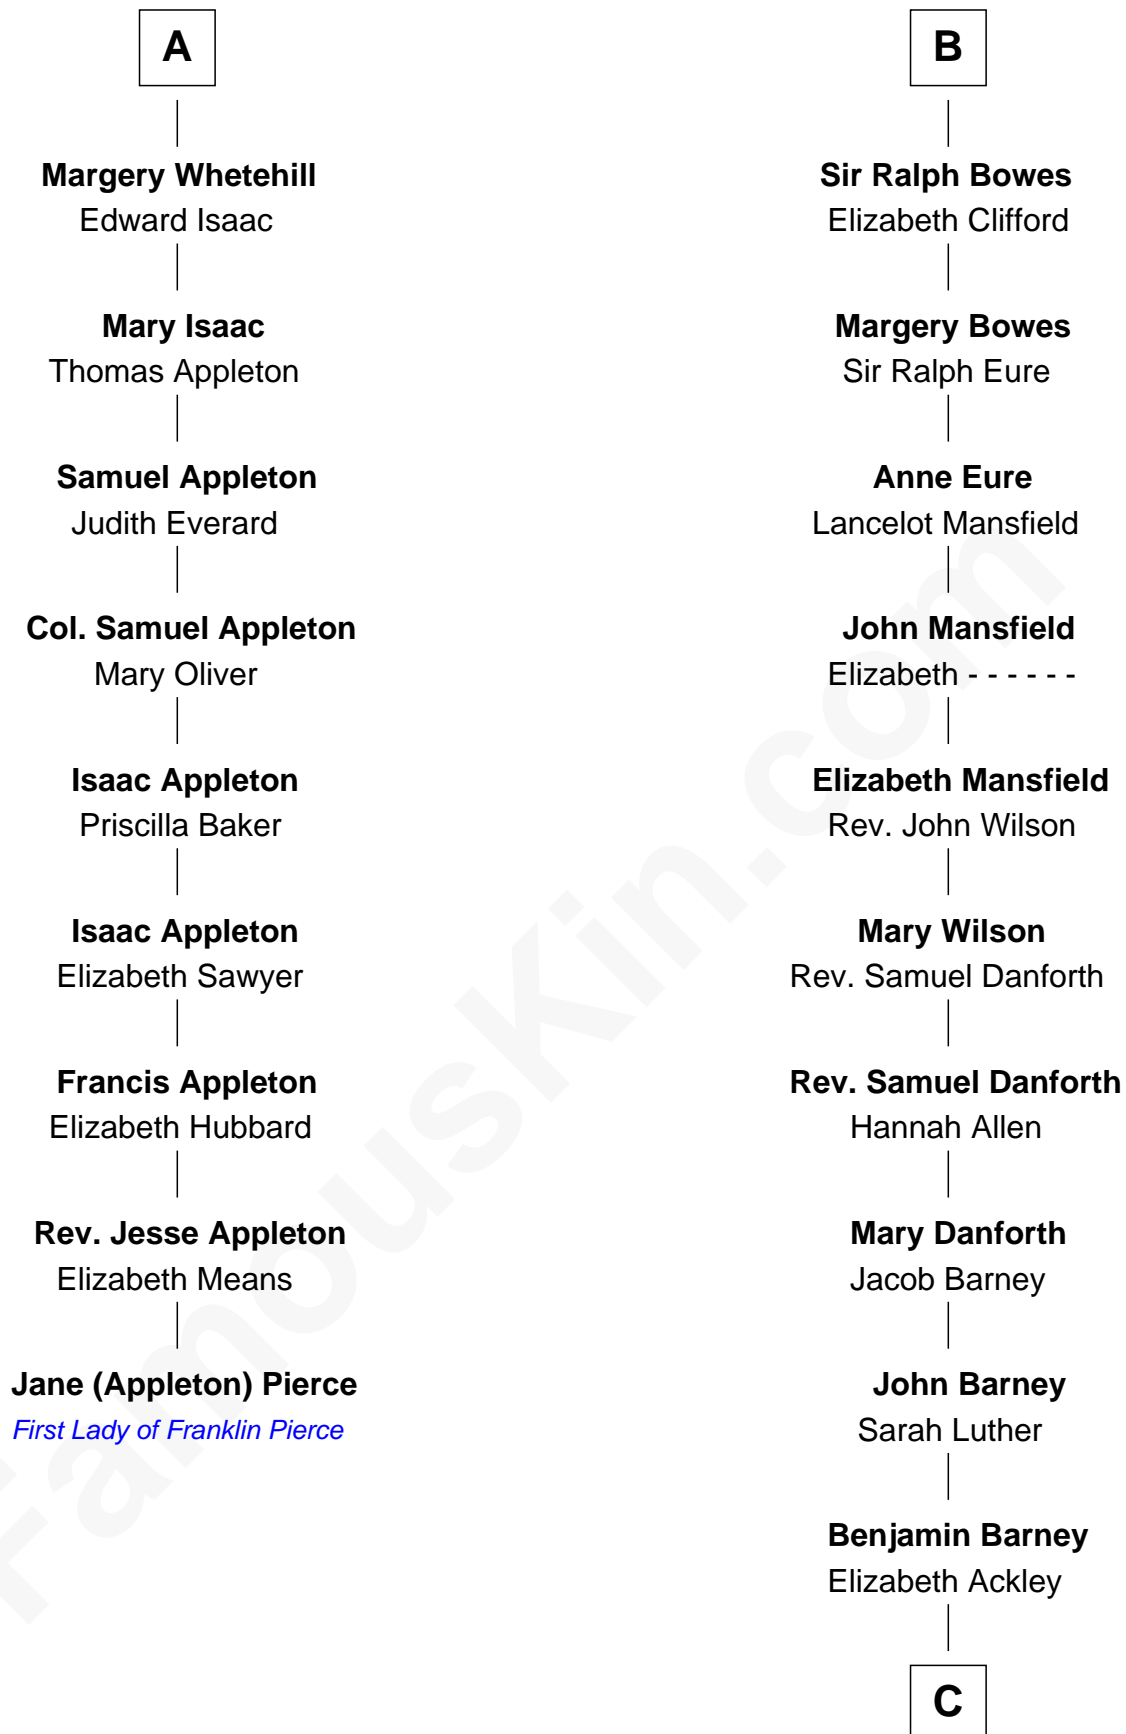 A
Margery Whetehill
Edward Isaac
Mary Isaac
Thomas Appleton
Samuel Appleton
Judith Everard
Col. Samuel Appleton
Mary Oliver
Isaac Appleton
Priscilla Baker
Isaac Appleton
Elizabeth Sawyer
Francis Appleton
Elizabeth Hubbard
Rev. Jesse Appleton
Elizabeth Means
Jane (Appleton) Pierce
First Lady of Franklin Pierce
B
Sir Ralph Bowes
Elizabeth Clifford
Margery Bowes
Sir Ralph Eure
Anne Eure
Lancelot Mansfield
John Mansfield
Elizabeth - - - - - -
Elizabeth Mansfield
Rev. John Wilson
Mary Wilson
Rev. Samuel Danforth
Rev. Samuel Danforth
Hannah Allen
Mary Danforth
Jacob Barney
John Barney
Sarah Luther
Benjamin Barney
Elizabeth Ackley
C
FamousKin.com